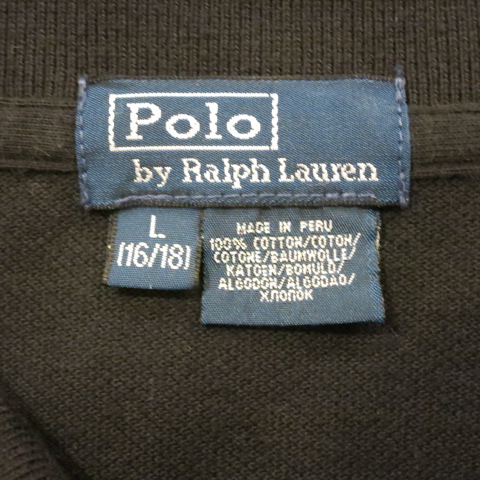 Polo
by Ralph Lauren
L
(16/18)
MADE IN PERU
100% COTTON/COTON/
COTONE/BAUMWOLLE/
KATOEN/BOMULD/
ALGODON/ALGODAO/
ХЛОПОК